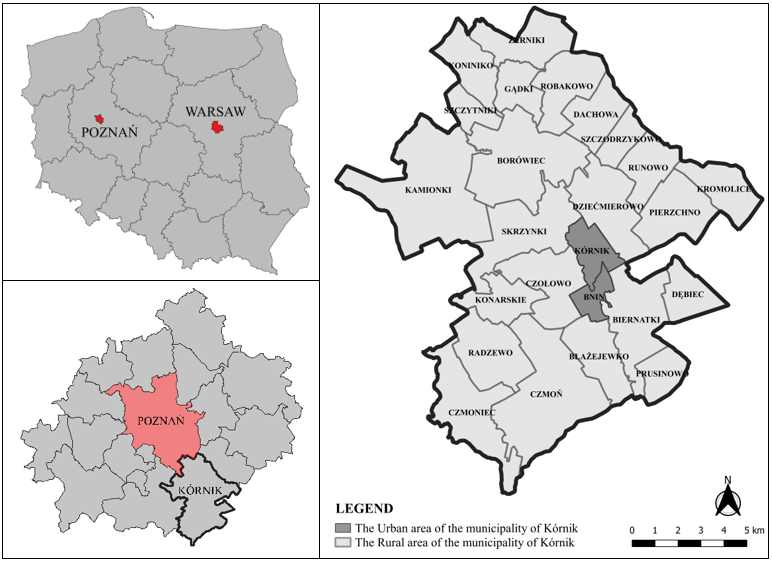 WARSAW
POZNAŃ
POZNAŃ
KÓRNIK
ŻERNIKI
KONINIKO
GĄDKI
ROBAKOWO
SZCZYTNIKI
DACHOWA
SZCZODRZYKOWO
BORÓWIEC
RUNOWO
KAMIONKI
KROMOLICE
DZIEĆMIEROWO
PIERZCHNO
SKRZYNKI
KÓRNIK
CZOŁOWO
KONARSKIE
BNIN
DĘBIEC
BIERNATKI
RADZEWO
BŁAŻEJEWKO
PRUSINOWO
CZMOŃ
CZMONIEC
LEGEND
The Urban area of the municipality of Kórnik
The Rural area of the municipality of Kórnik
N
0 1 2 3 4 5 km